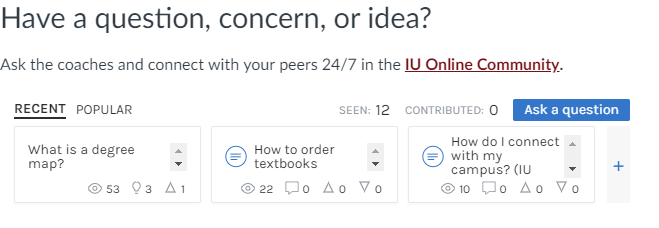 Have a question, concern, or idea?
Ask the coaches and connect with your peers 24/7 in the IU Online Community.
RECENT POPULAR SEEN: 12 CONTRIBUTED: 0 Ask a question
What is a degree
map?
53 3 1
How to order
textbooks
22 0 0 0
How do I connect
with my
campus? (IU
10 0 0 0
+